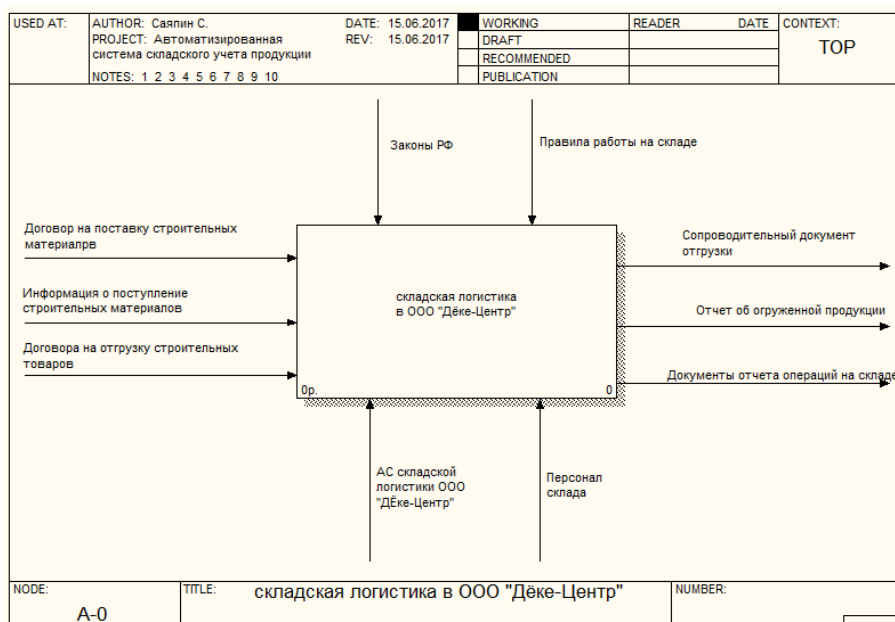 USED AT:
AUTHOR: Саяпин С.
DATE: 15.06.2017
PROJECT: Автоматизированная
система складского учета продукции
REV: 15.06.2017
NOTES: 1 2 3 4 5 6 7 8 9 10
WORKING
DRAFT
RECOMMENDED
PUBLICATION
READER
DATE
CONTEXT:
TOP
Законы РФ
Правила работы на складе
Договор на поставку строительных
материалрв
Информация о поступление
строительных материалов
Договора на отгрузку строительных
товаров
складская логистика
в ООО "Дёке-Центр"
0р.
0
Сопроводительный документ
отгрузки
Отчет об огруженной продукции
Документы отчета операций на складе
АС складской
логистики ООО
"ДЁке-Центр"
Персонал
склада
NODE:
A-0
TITLE:
складская логистика в ООО "Дёке-Центр"
NUMBER: